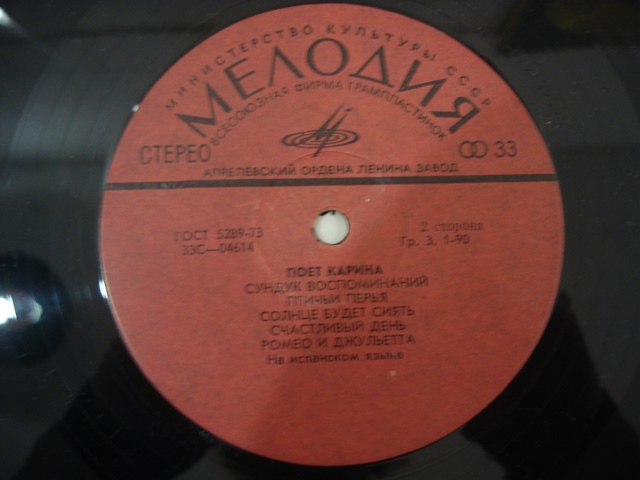 МИНИСТЕРСТВО КУЛЬТУРЫ СССР
МЕЛОДИЯ
ВСЕСОЮЗНАЯ ФИРМА ГРАМПЛАСТИНОК
СТЕРЕО
33
АПРЕЛЕВСКИЙ ОРДЕНА ЛЕНИНА ЗАВОД
ГОСТ 5289-73
33С—04614
2 сторона
Гр. 3. 1-90
ПОЕТ КАРИНА
СУНДУК ВОСПОМИНАНИЙ
ПТИЧЬИ ПЕРЬЯ
СОЛНЦЕ БУДЕТ СИЯТЬ
СЧАСТЛИВЫЙ ДЕНЬ
РОМЕО И ДЖУЛЬЕТТА
На испанском языке